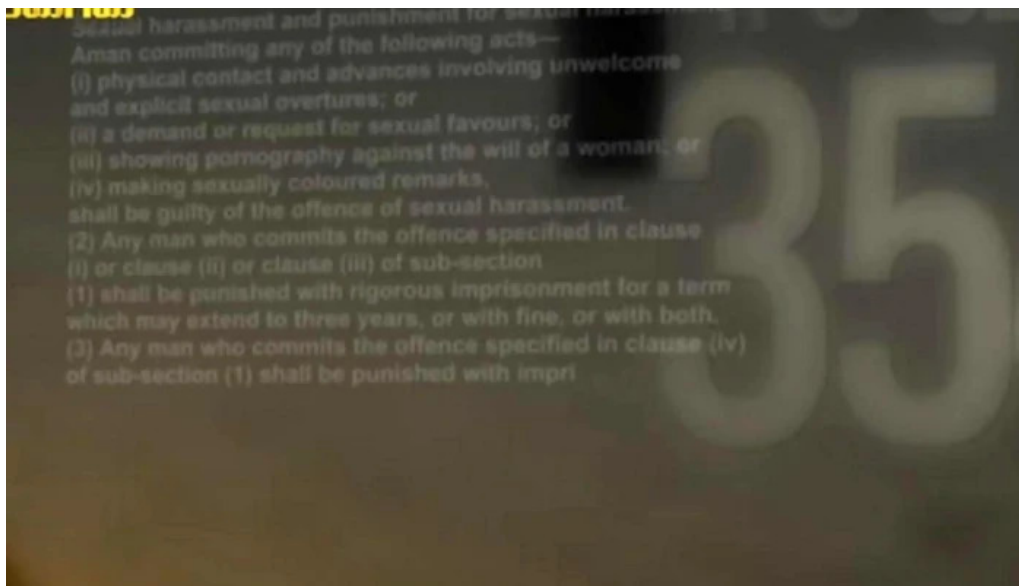 Sexual harassment and punishment for sexual
Aman committing any of the following acts—
(i) physical contact and advances involving unwelcome
and explicit sexual overtures; or
(ii) a demand or request for sexual favours; or
(iii) showing pornography against the will of a woman; or
(iv) making sexually coloured remarks,
shall be guilty of the offence of sexual harassment.
(2) Any man who commits the offence specified in clause
(i) or clause (ii) or clause (iii) of sub-section
(1) shall be punished with rigorous imprisonment for a term
which may extend to three years, or with fine, or with both.
(3) Any man who commits the offence specified in clause (iv)
of sub-section (1) shall be punished with impri
35